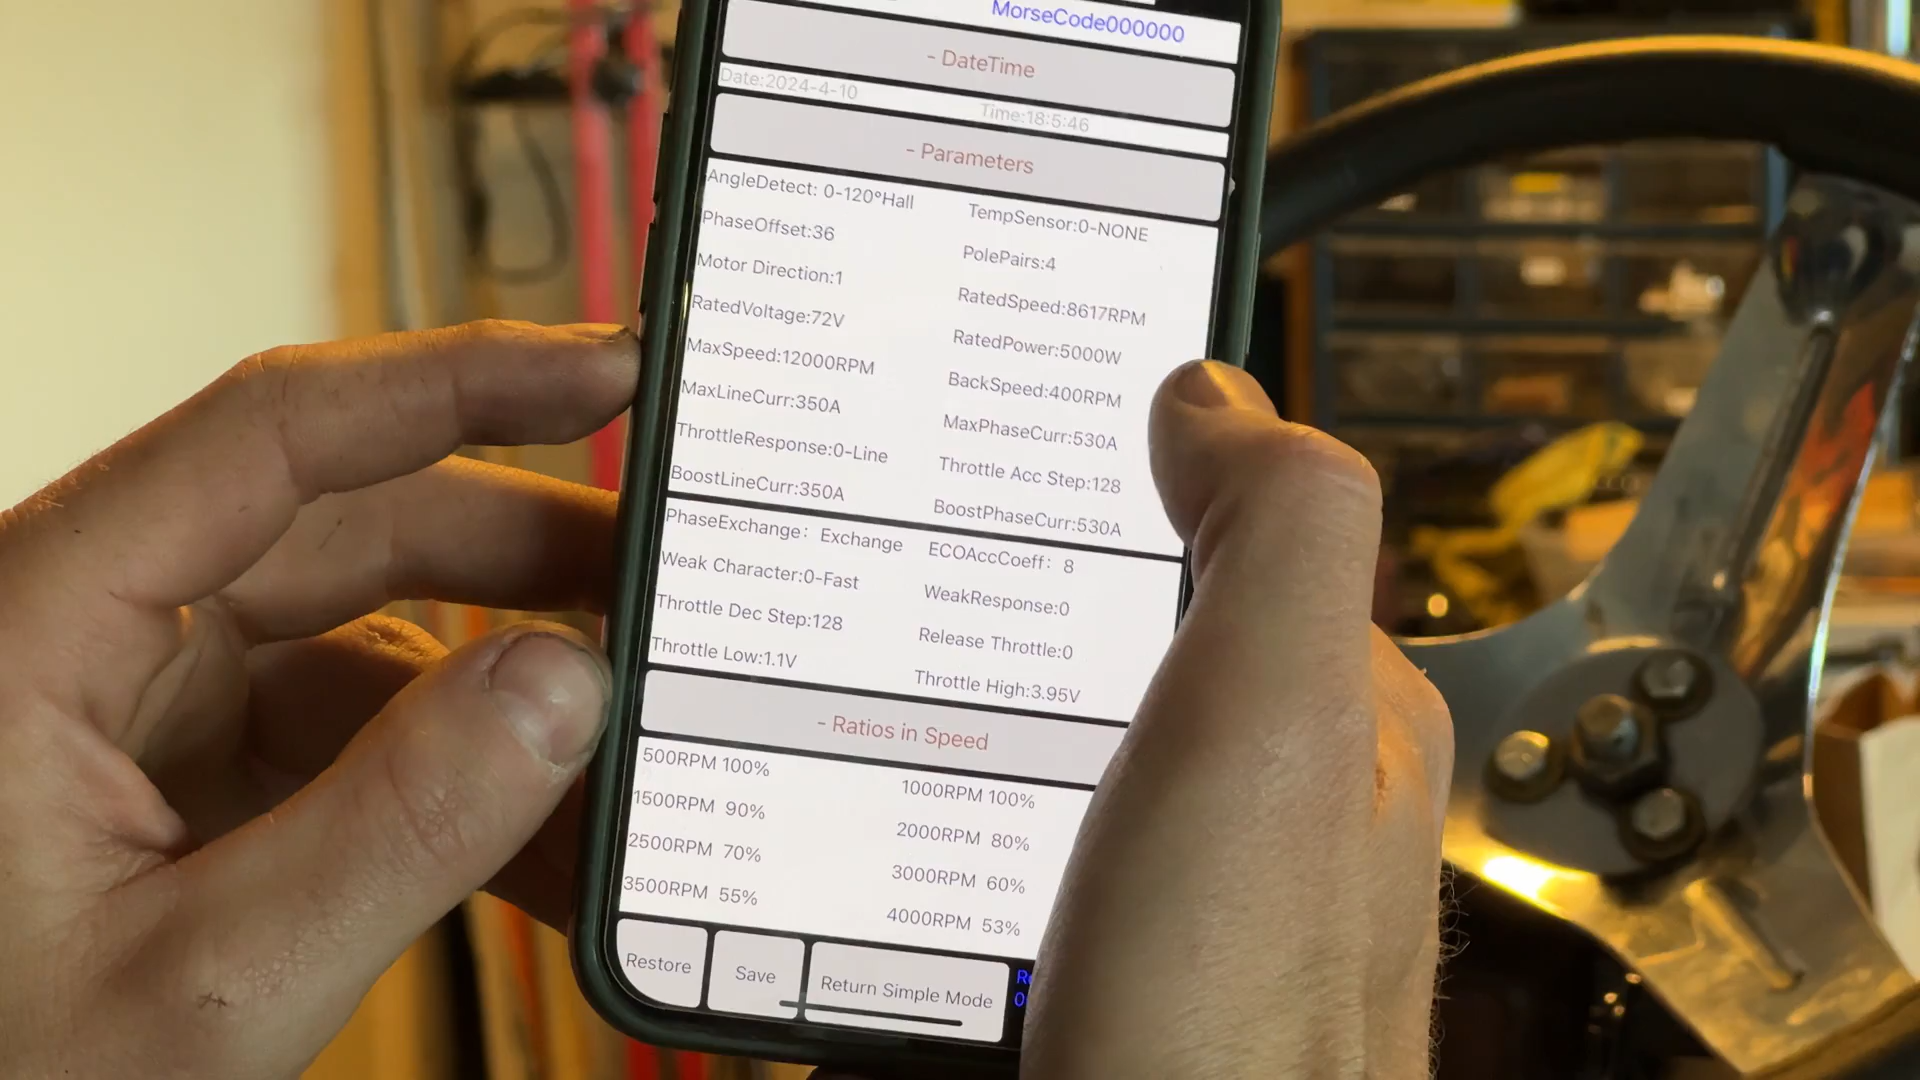 MorseCode000000
- DateTime
Date:2024-4-10 Time:18:5:46
- Parameters
AngleDetect: 0-120°Hall TempSensor:0-NONE
PhaseOffset:36 PolePairs:4
Motor Direction:1 RatedSpeed:8617RPM
RatedVoltage:72V RatedPower:5000W
MaxSpeed:12000RPM BackSpeed:400RPM
MaxLineCurr:350A MaxPhaseCurr:530A
ThrottleResponse:0-Line Throttle Acc Step:128
BoostLineCurr:350A BoostPhaseCurr:530A
PhaseExchange: Exchange ECOAccCoeff: 8
Weak Character:0-Fast WeakResponse:0
Throttle Dec Step:128 Release Throttle:0
Throttle Low:1.1V Throttle High:3.95V
- Ratios in Speed
500RPM 100% 1000RPM 100%
1500RPM 90% 2000RPM 80%
2500RPM 70% 3000RPM 60%
3500RPM 55% 4000RPM 53%
Restore Save Return Simple Mode